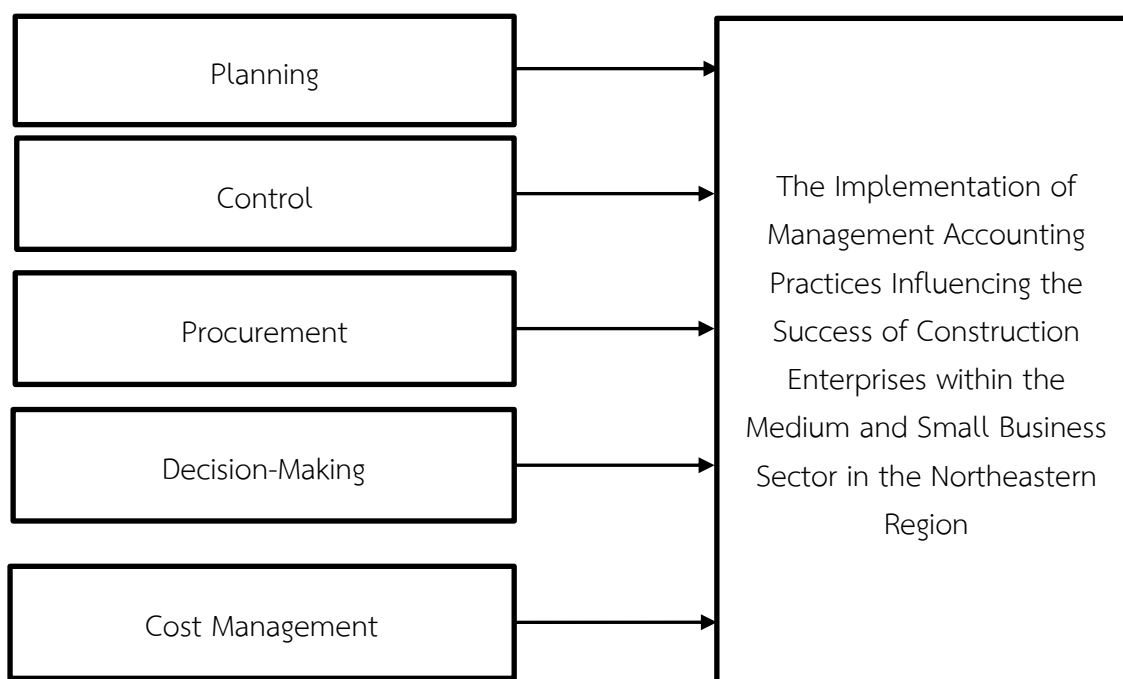 Planning
Control
Procurement
Decision-Making
Cost Management
The Implementation of
Management Accounting
Practices Influencing the
Success of Construction
Enterprises within the
Medium and Small Business
Sector in the Northeastern
Region